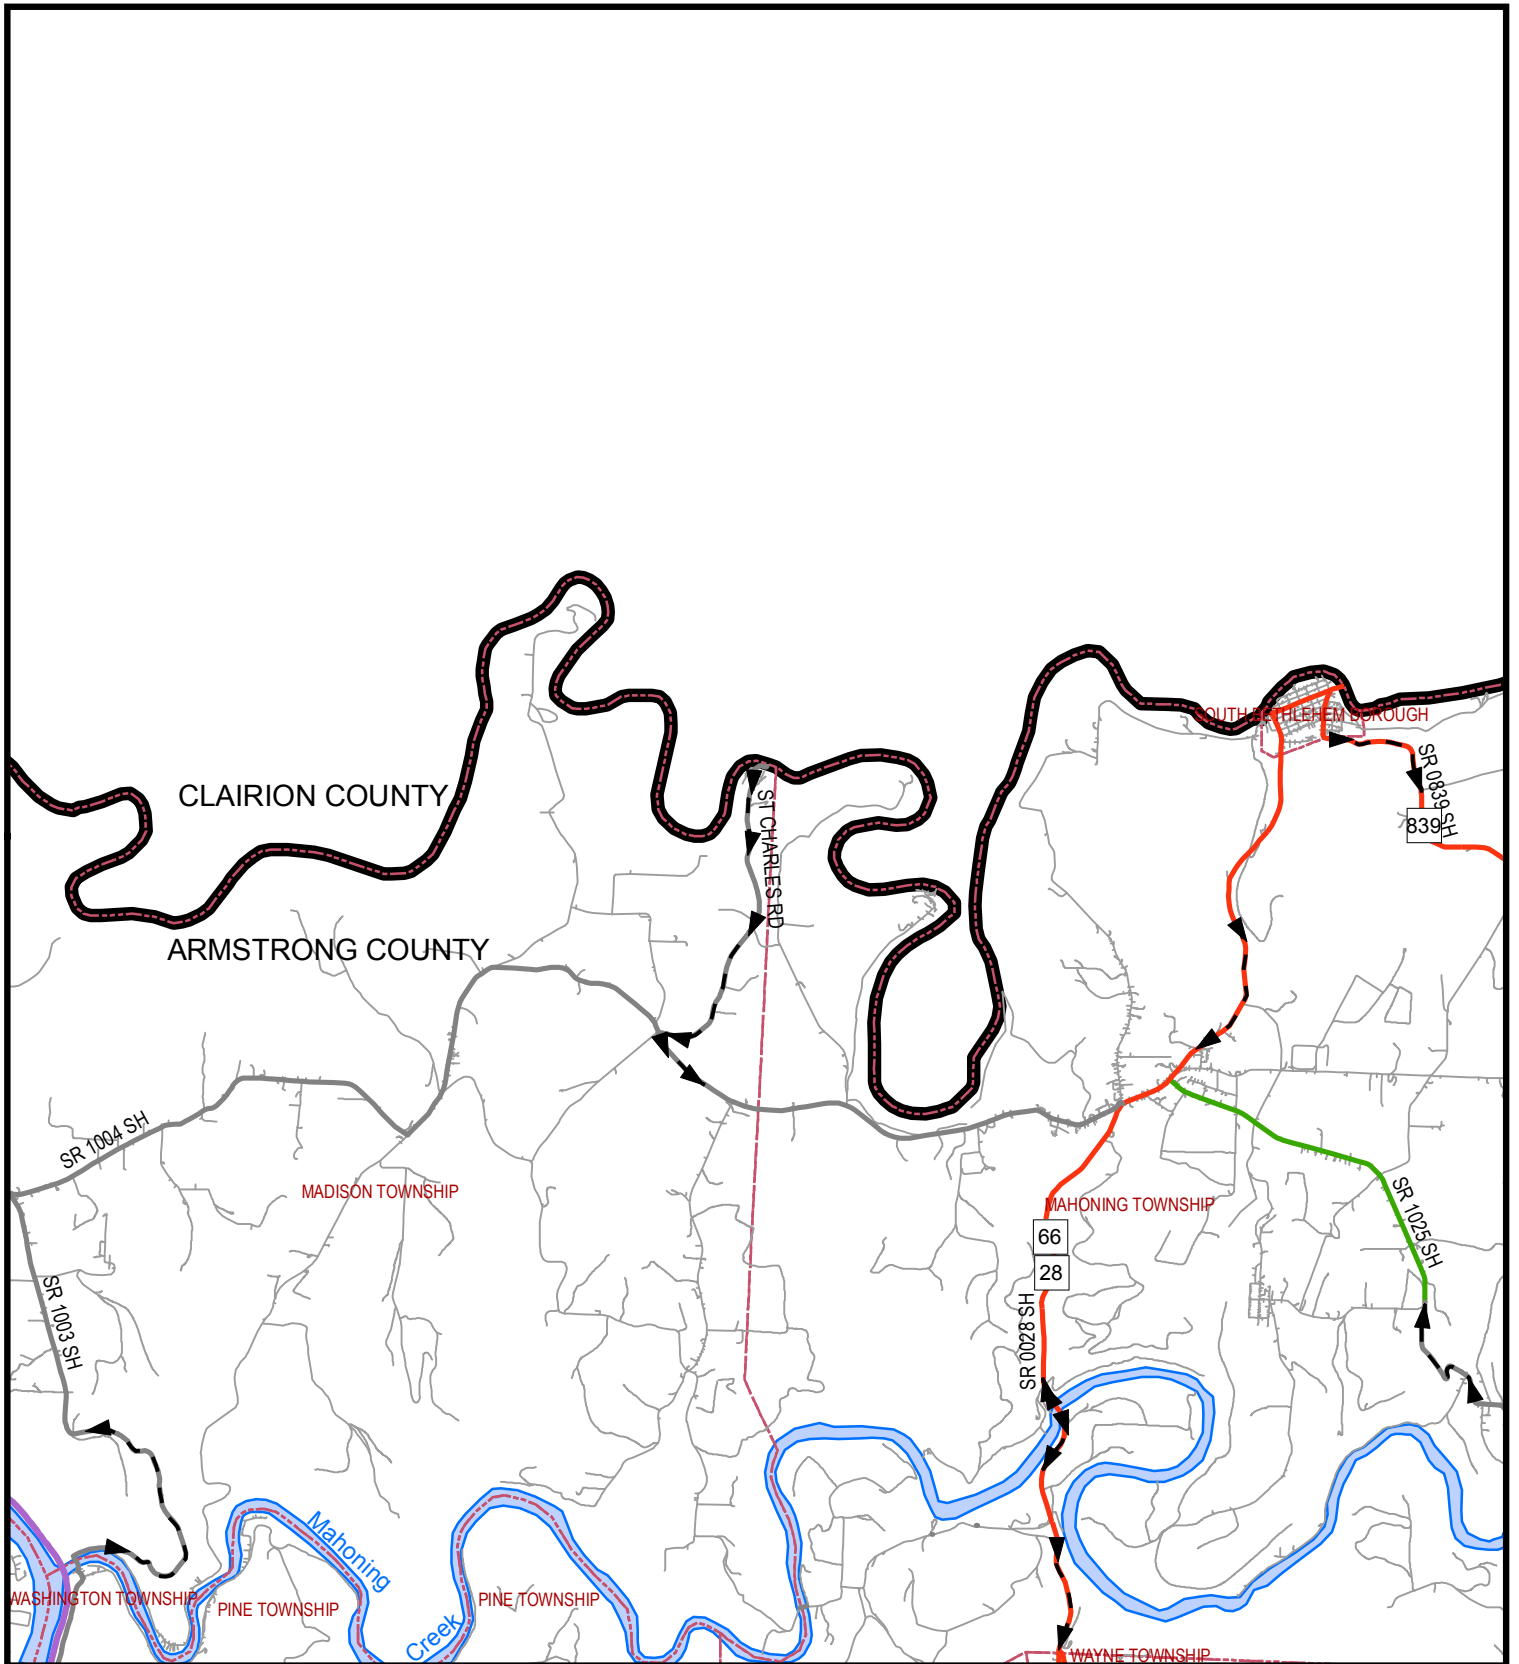 SOUTH BETHLEHEM BOROUGH
SR 0839 SH
CLAIRION COUNTY
ST CHARLES RD
839
ARMSTRONG COUNTY
SR 1004 SH
MADISON TOWNSHIP
MAHONING TOWNSHIP
SR 1025 SH
66
28
SR 1003 SH
SR 0028 SH
Mahoning
Creek
WASHINGTON TOWNSHIP
PINE TOWNSHIP
PINE TOWNSHIP
WAYNE TOWNSHIP